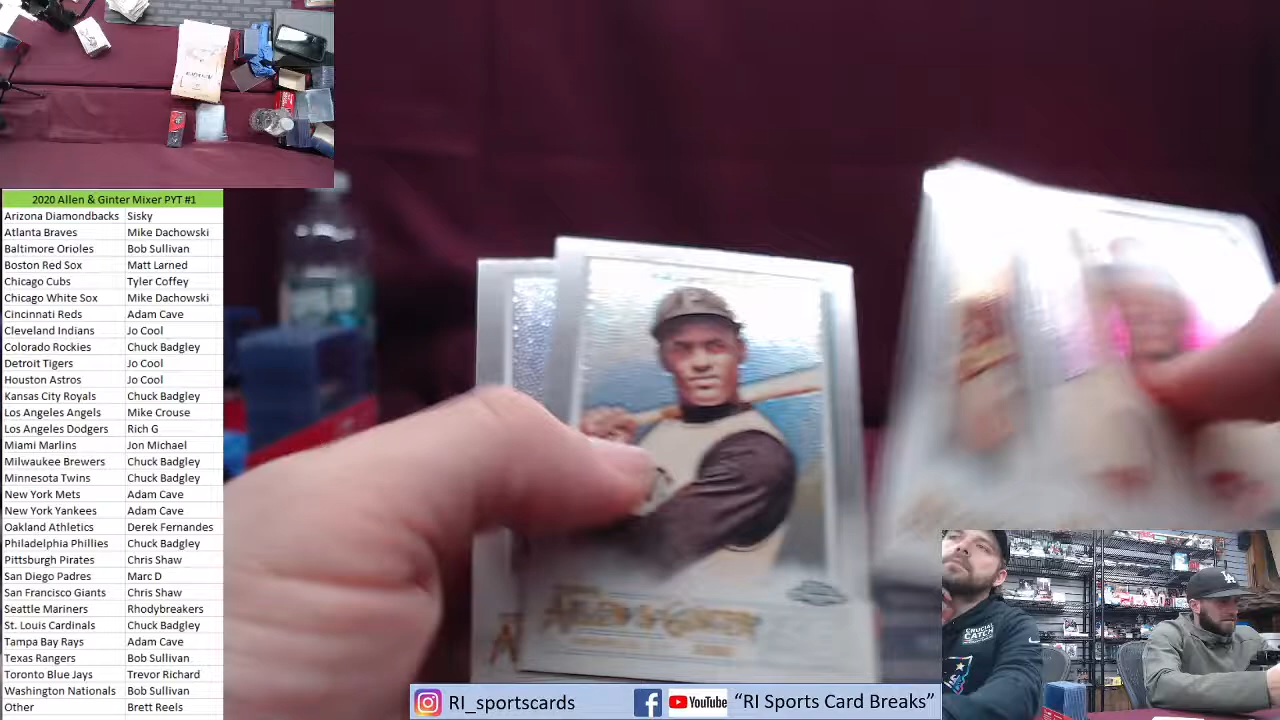 2020 Allen & Ginter Mixer PYT #1
Arizona Diamondbacks Sisky
Atlanta Braves Mike Dachowski
Baltimore Orioles Bob Sullivan
Boston Red Sox Matt Larned
Chicago Cubs Tyler Coffey
Chicago White Sox Mike Dachowski
Cincinnati Reds Adam Cave
Cleveland Indians Jo Cool
Colorado Rockies Chuck Badgley
Detroit Tigers Jo Cool
Houston Astros Jo Cool
Kansas City Royals Chuck Badgley
Los Angeles Angels Mike Crouse
Los Angeles Dodgers Rich G
Miami Marlins Jon Michael
Milwaukee Brewers Chuck Badgley
Minnesota Twins Chuck Badgley
New York Mets Adam Cave
New York Yankees Adam Cave
Oakland Athletics Derek Fernandes
Philadelphia Phillies Chuck Badgley
Pittsburgh Pirates Chris Shaw
San Diego Padres Marc D
San Francisco Giants Chris Shaw
Seattle Mariners Rhodybreakers
St. Louis Cardinals Chuck Badgley
Tampa Bay Rays Adam Cave
Texas Rangers Bob Sullivan
Toronto Blue Jays Trevor Richard
Washington Nationals Bob Sullivan
Other Brett Reels
ALLEN & GINTER
CRUCIAL
CATCH
LA
RI_sportscards
YouTube
"RI Sports Card Breaks"